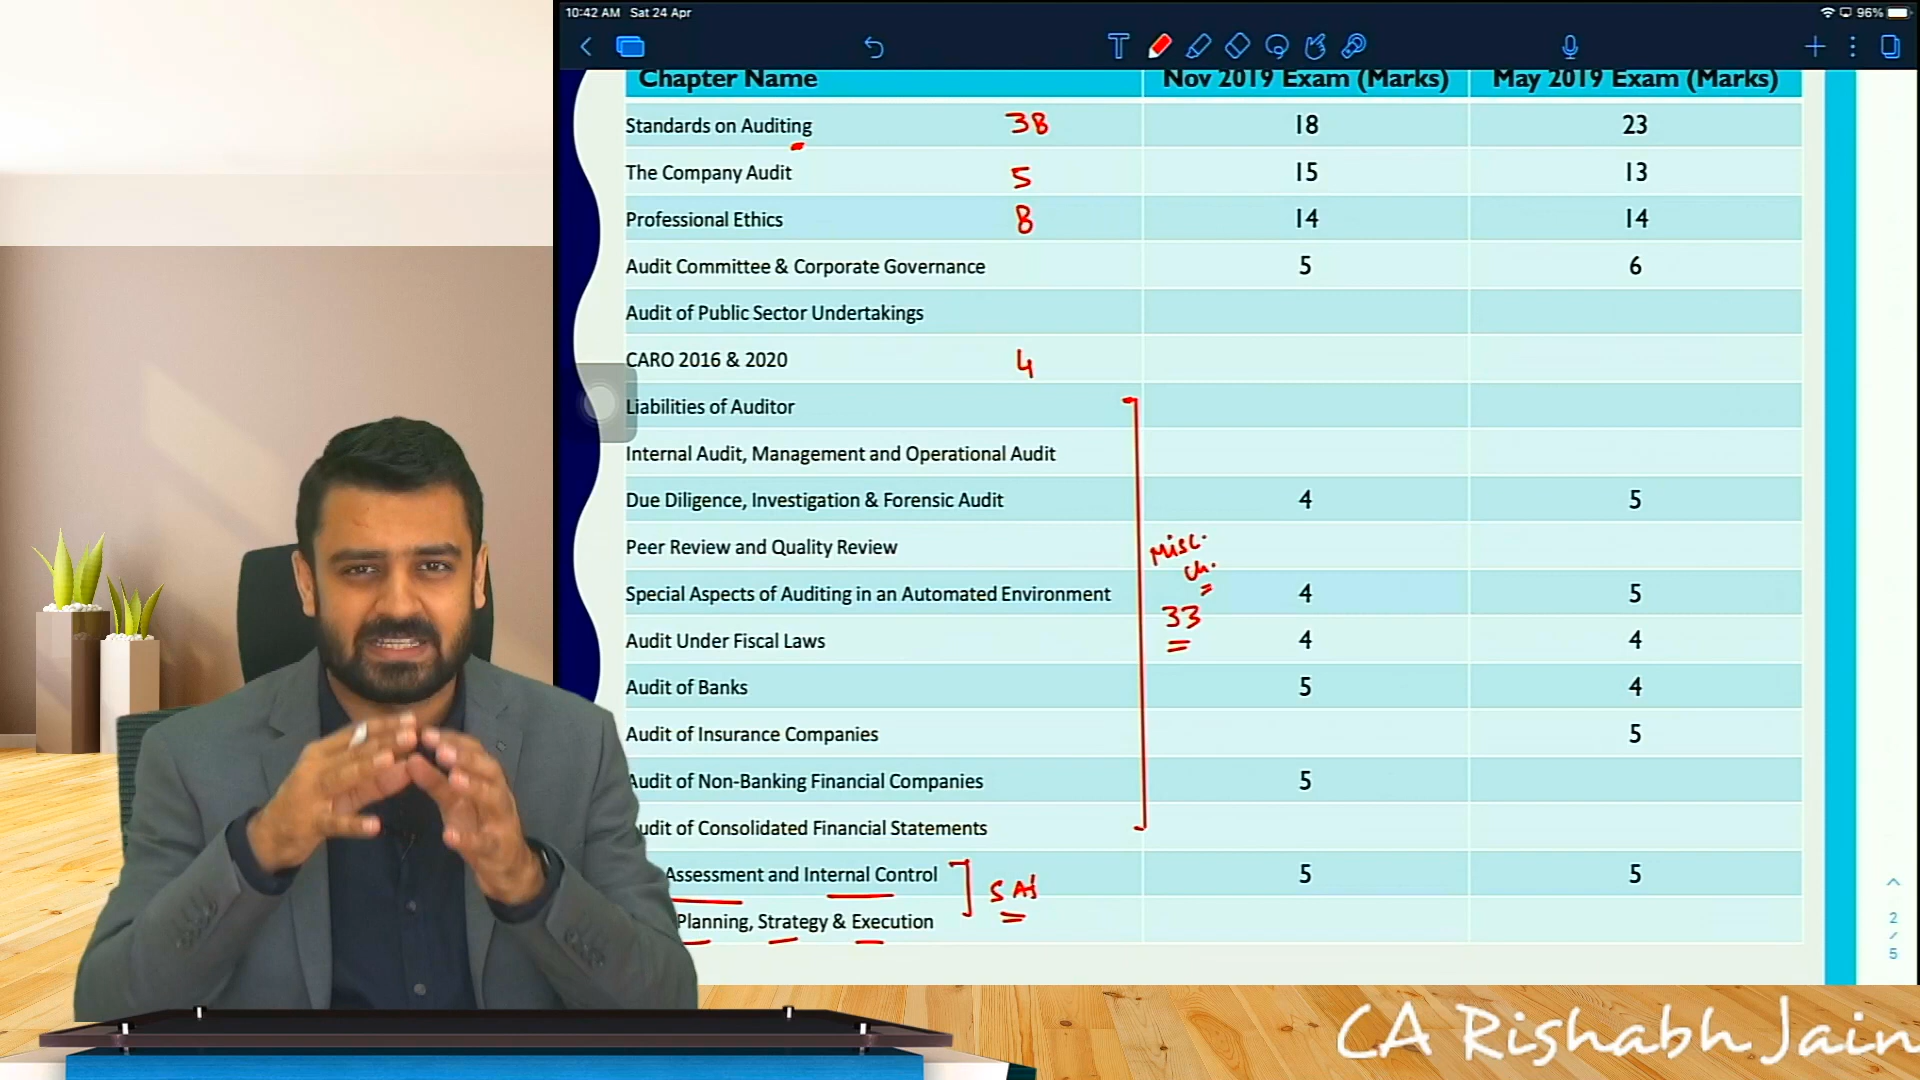 10:42 AM Sat 24 Apr
96%
Chapter Name Nov 2019 Exam (Marks) May 2019 Exam (Marks)
Standards on Auditing 38 18 23
The Company Audit 5 15 13
Professional Ethics 8 14 14
Audit Committee & Corporate Governance 5 6
Audit of Public Sector Undertakings
CARO 2016 & 2020 4
Liabilities of Auditor
Internal Audit, Management and Operational Audit
Due Diligence, Investigation & Forensic Audit 4 5
Peer Review and Quality Review
Misc.
Ch.
Special Aspects of Auditing in an Automated Environment 4 5
33
Audit Under Fiscal Laws 4 4
Audit of Banks 5 4
Audit of Insurance Companies 5
Audit of Non-Banking Financial Companies 5
udit of Consolidated Financial Statements
Assessment and Internal Control 5 5
SAs
Planning, Strategy & Execution
2
/
5
CA Rishabh Jain